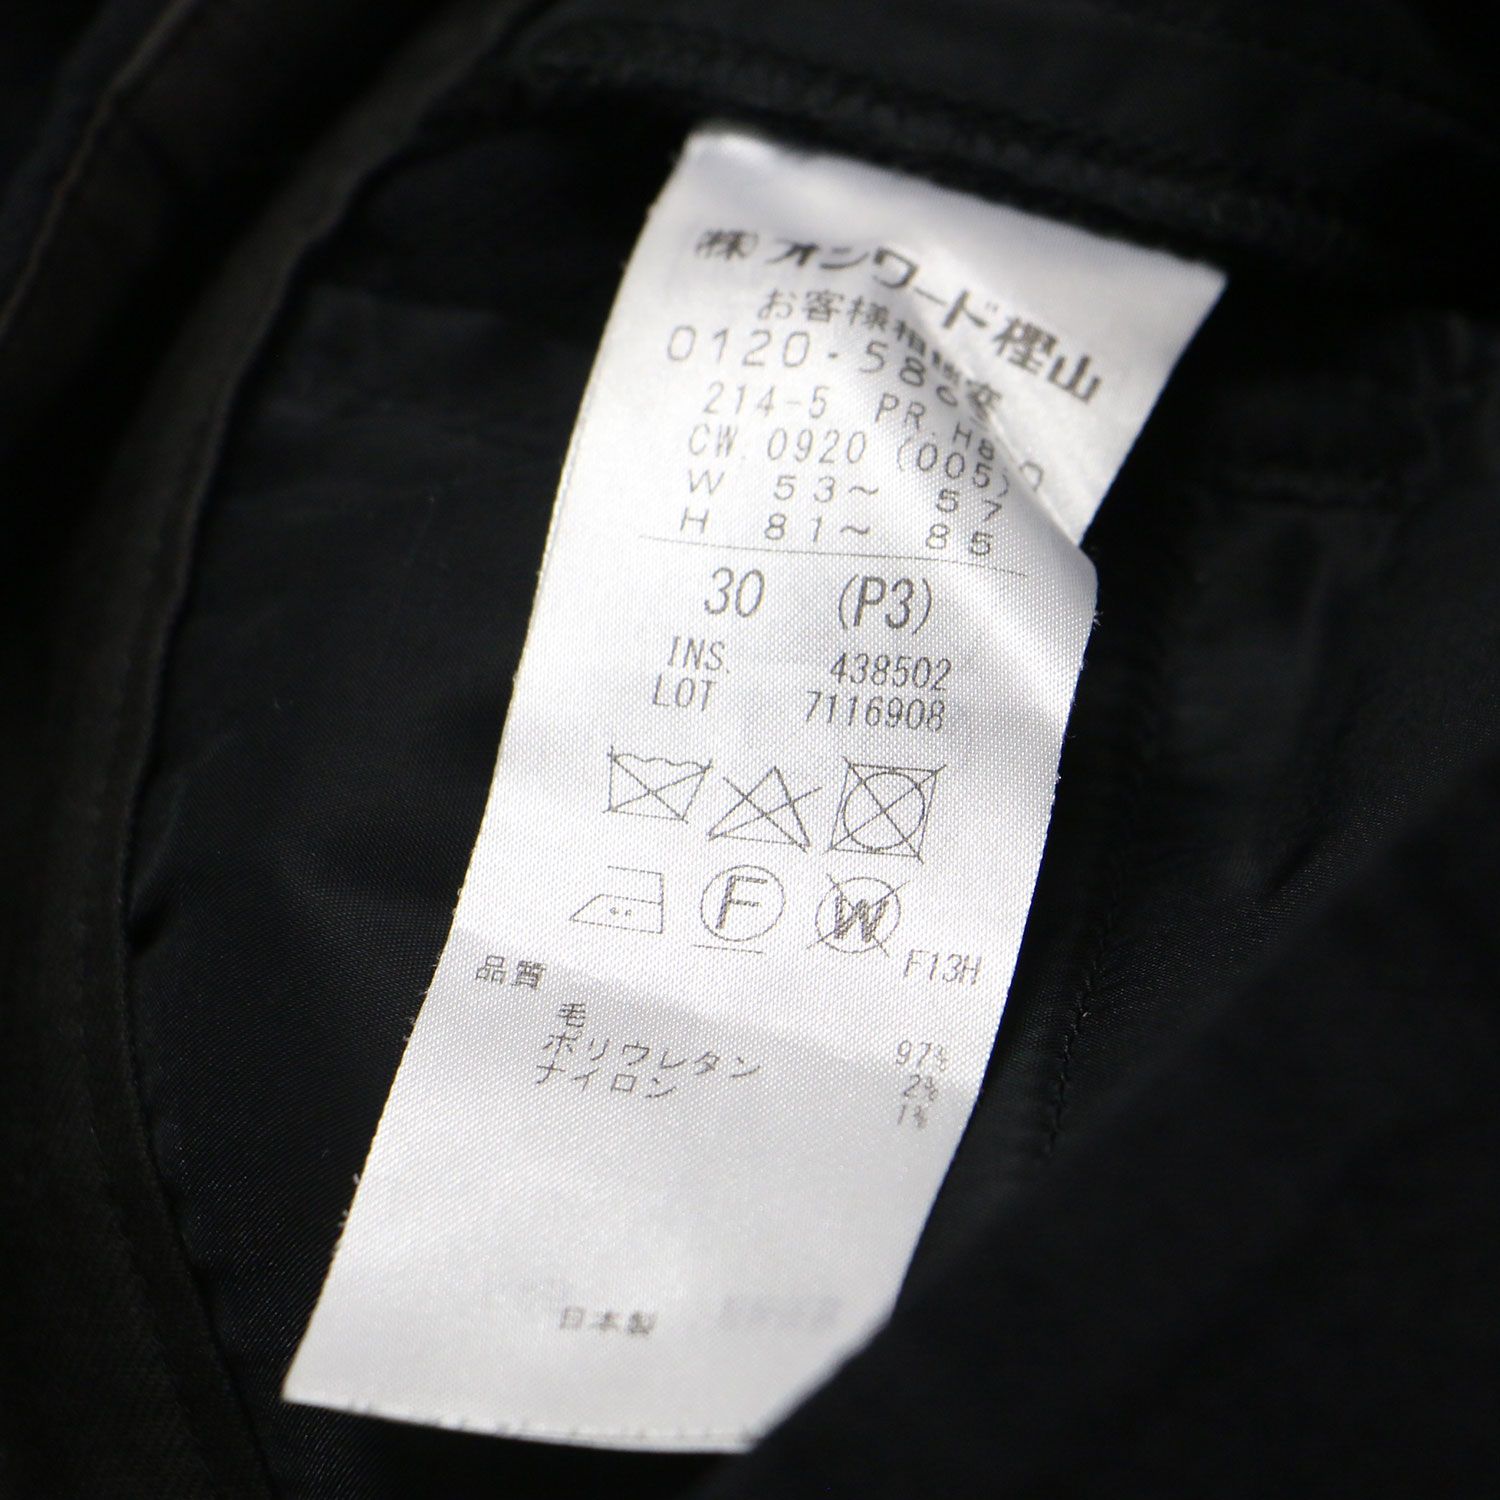 ㈱オンワード樫山
お客様相談室
0120・586
214-5 PR.H8
CW.0920 (005)
W 53～ 57
H 81～ 85
30 (P3)
INS. 438502
LOT 7116908
F
W
F13H
品質
毛 97%
ポリウレタン 2%
ナイロン 1%
日本製